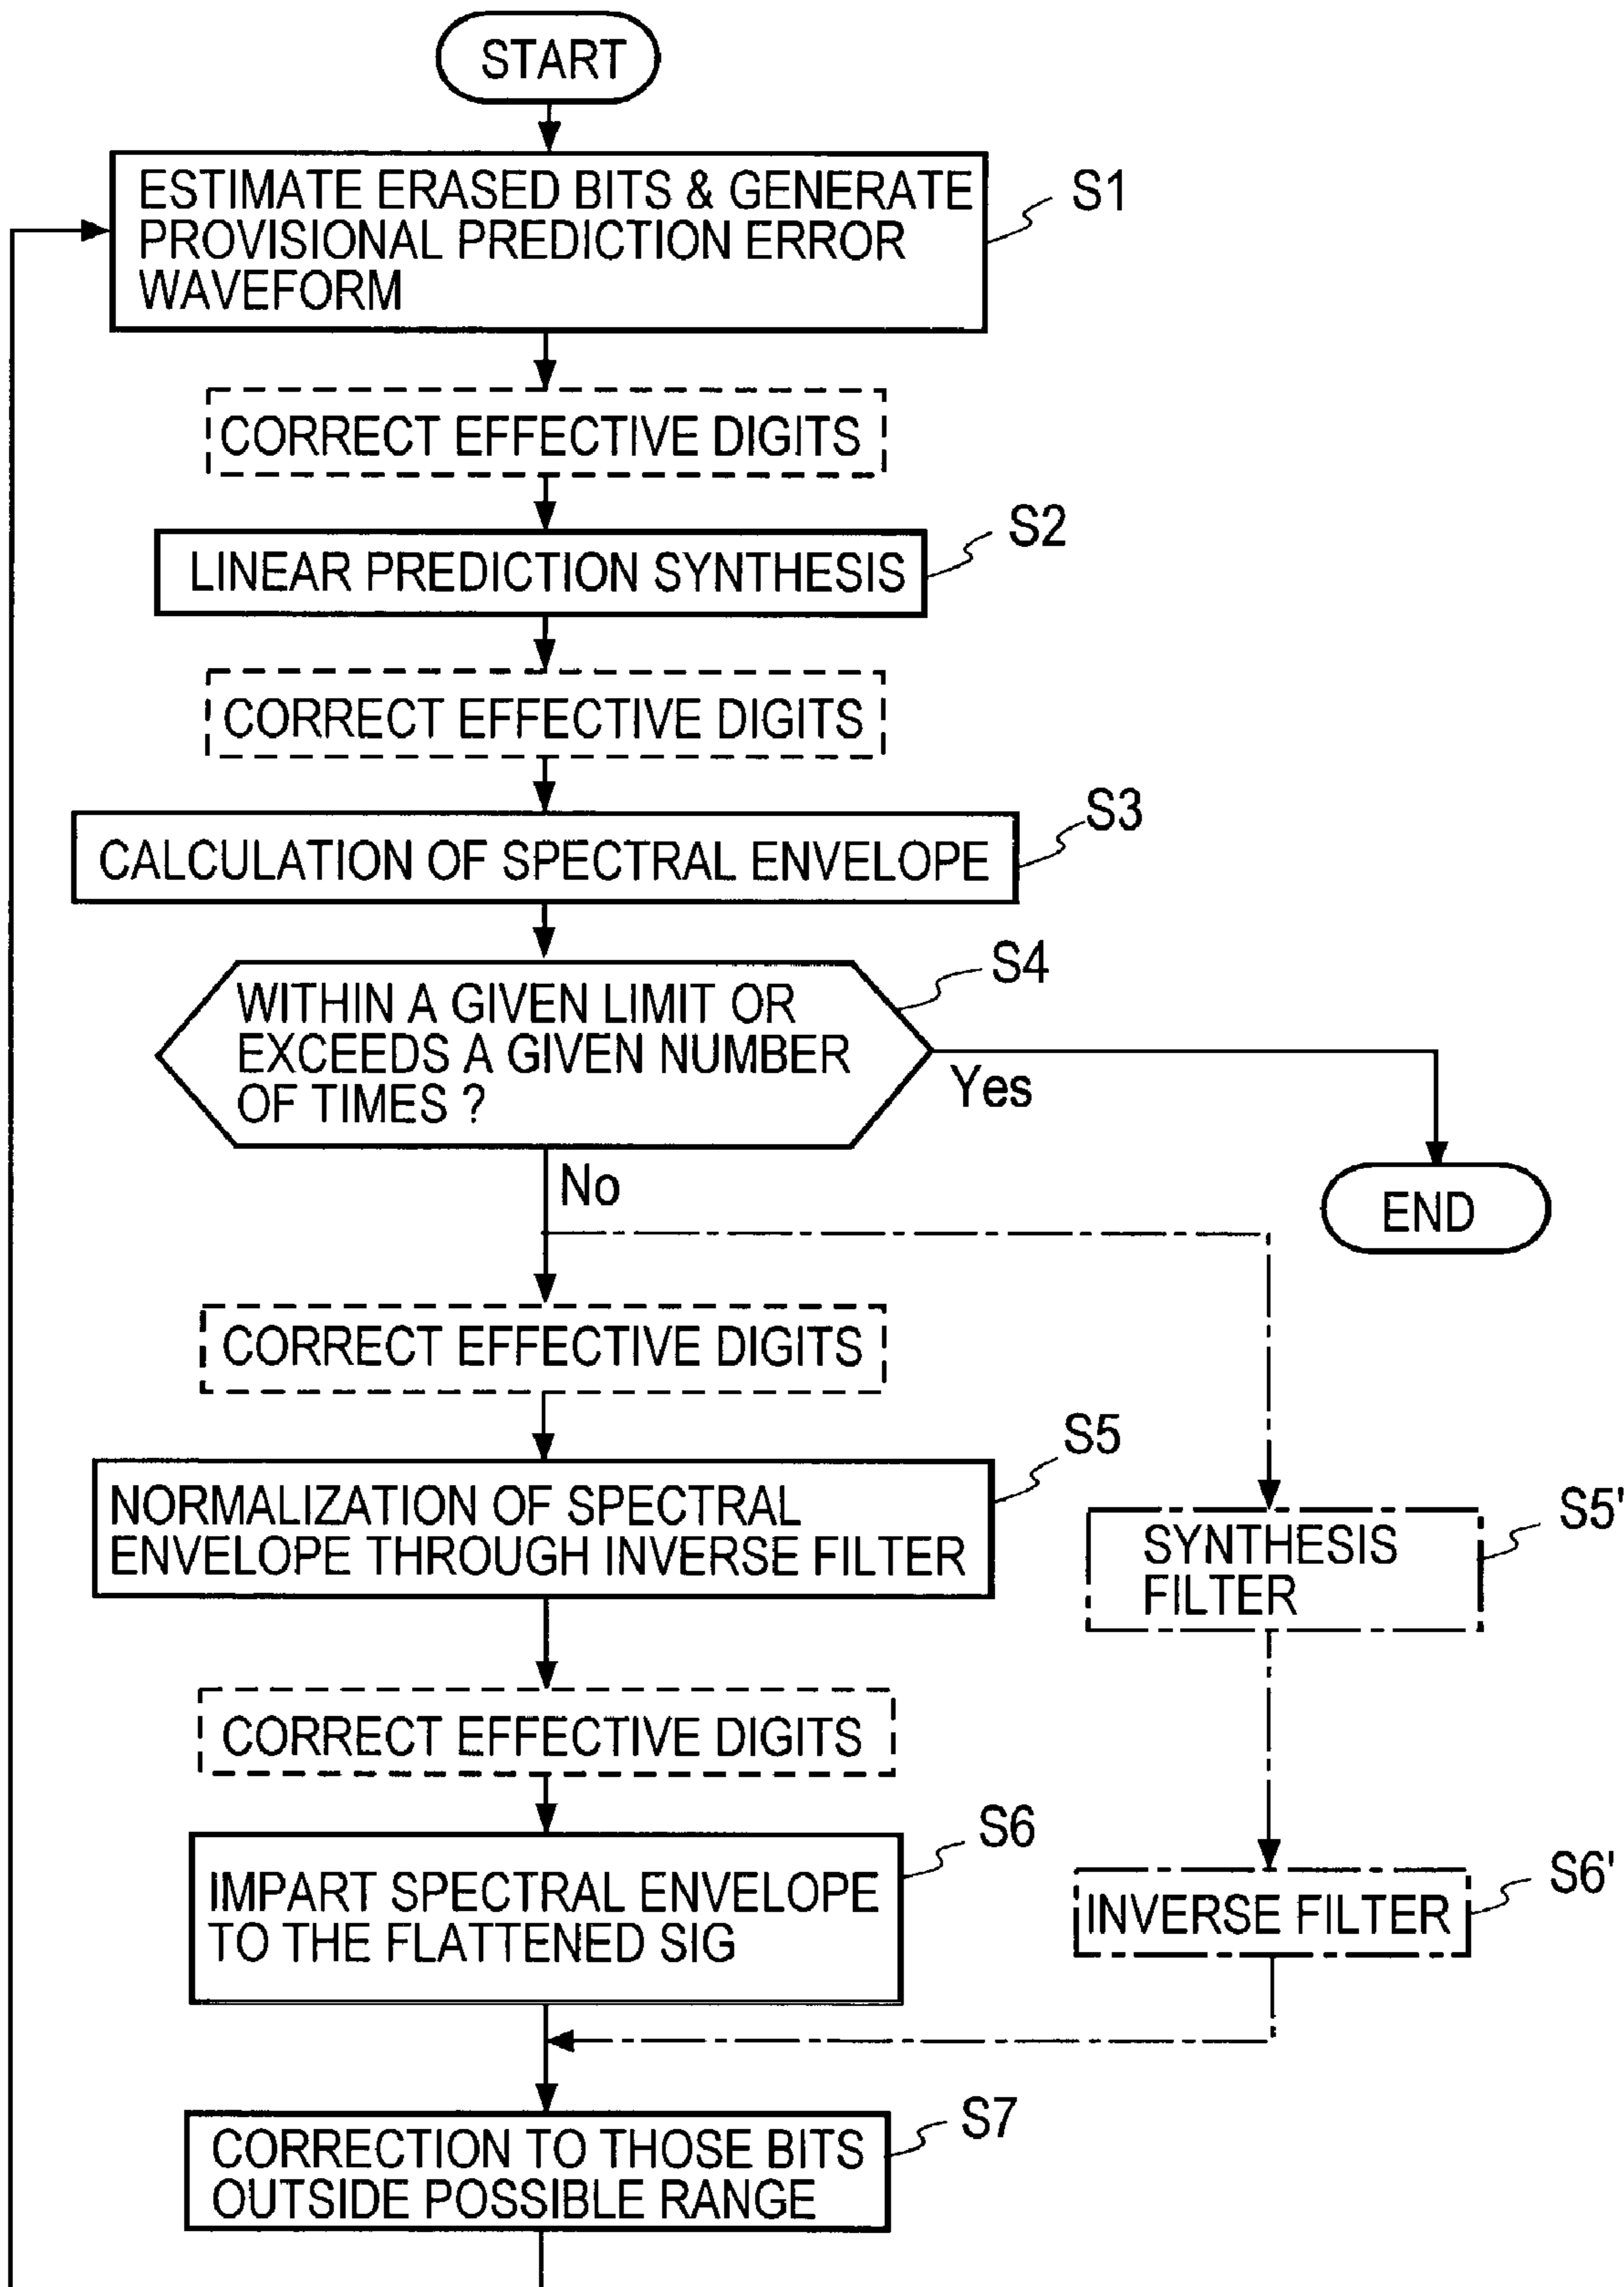 START
ESTIMATE ERASED BITS & GENERATE
PROVISIONAL PREDICTION ERROR
WAVEFORM
S1
CORRECT EFFECTIVE DIGITS
S2
LINEAR PREDICTION SYNTHESIS
CORRECT EFFECTIVE DIGITS
S3
CALCULATION OF SPECTRAL ENVELOPE
S4
WITHIN A GIVEN LIMIT OR
EXCEEDS A GIVEN NUMBER
OF TIMES ?
Yes
No
END
CORRECT EFFECTIVE DIGITS
S5
NORMALIZATION OF SPECTRAL
ENVELOPE THROUGH INVERSE FILTER
S5'
SYNTHESIS
FILTER
CORRECT EFFECTIVE DIGITS
S6
IMPART SPECTRAL ENVELOPE
TO THE FLATTENED SIG
S6'
INVERSE FILTER
S7
CORRECTION TO THOSE BITS
OUTSIDE POSSIBLE RANGE